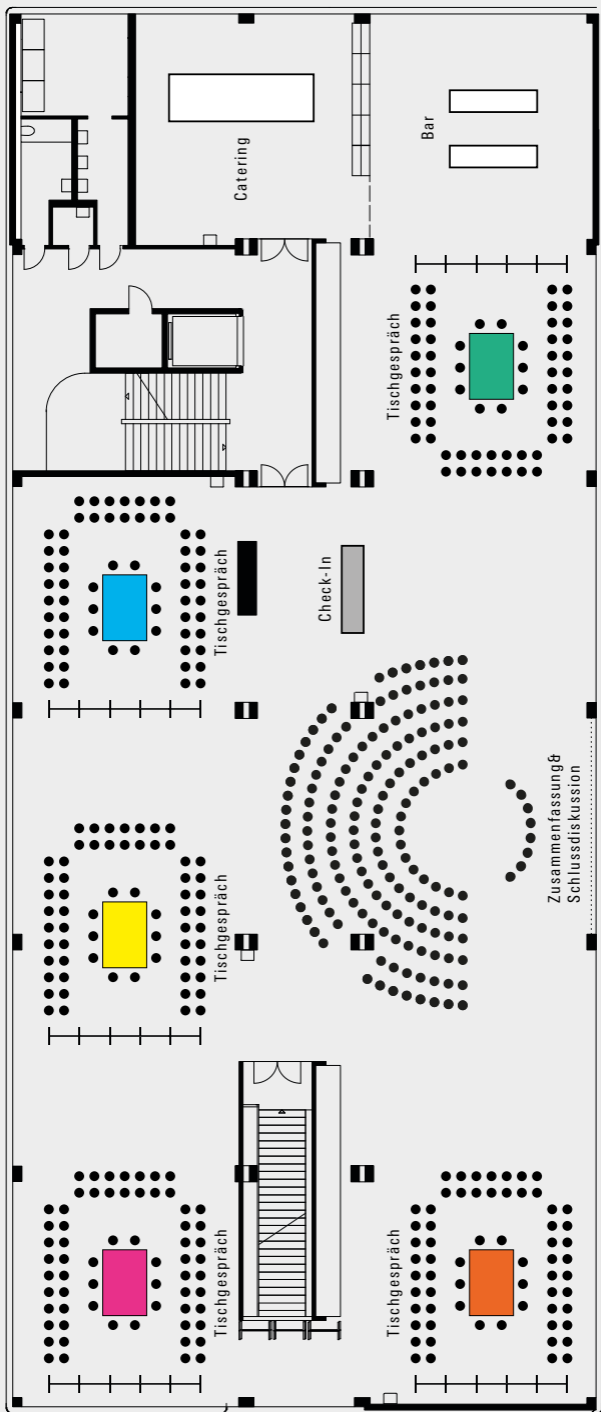 Catering
Bar
Tischgespräch
Tischgespräch
Check-In
Zusammenfassung&
Schlussdiskussion
Tischgespräch
Tischgespräch
Tischgespräch